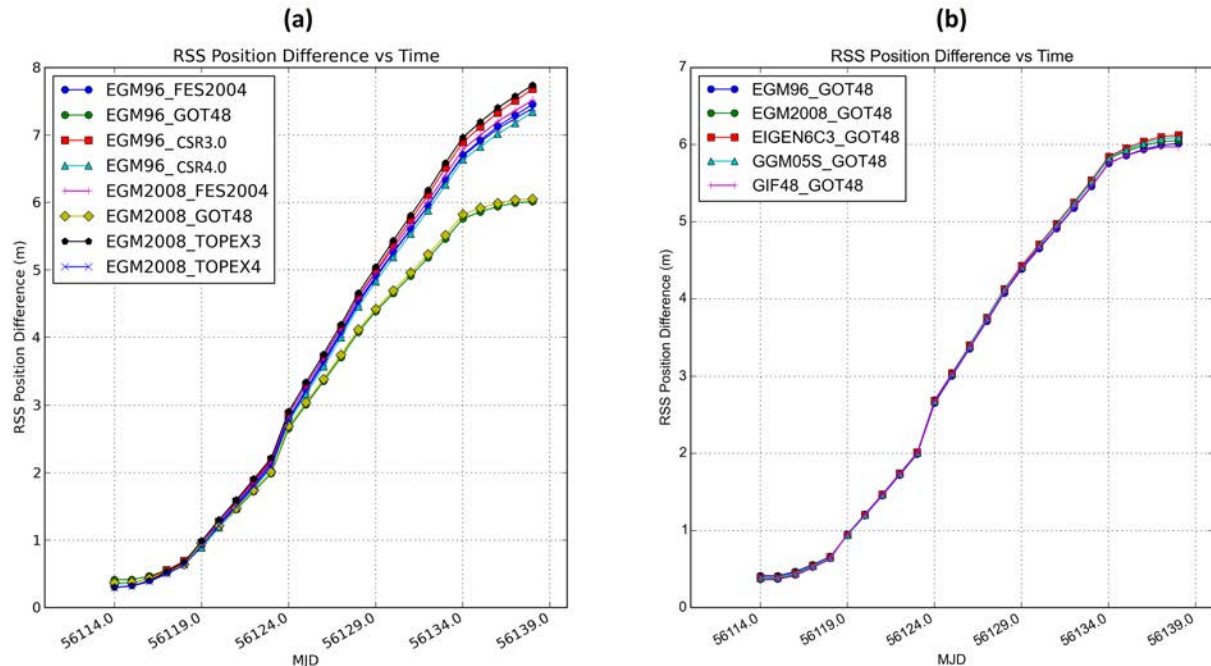 (a)
RSS Position Difference vs Time
EGM96_FES2004
EGM96_GOT48
EGM96_CSR3.0
EGM96_CSR4.0
EGM2008_FES2004
EGM2008_GOT48
EGM2008_TOPEX3
EGM2008_TOPEX4
RSS Position Difference (m)
8
7
6
5
4
3
2
1
0
56114.0
56119.0
56124.0
56129.0
56134.0
56139.0
MJD
(b)
RSS Position Difference vs Time
EGM96_GOT48
EGM2008_GOT48
EIGEN6C3_GOT48
GGM05S_GOT48
GIF48_GOT48
RSS Position Difference (m)
7
6
5
4
3
2
1
0
56114.0
56119.0
56124.0
56129.0
56134.0
56139.0
MJD